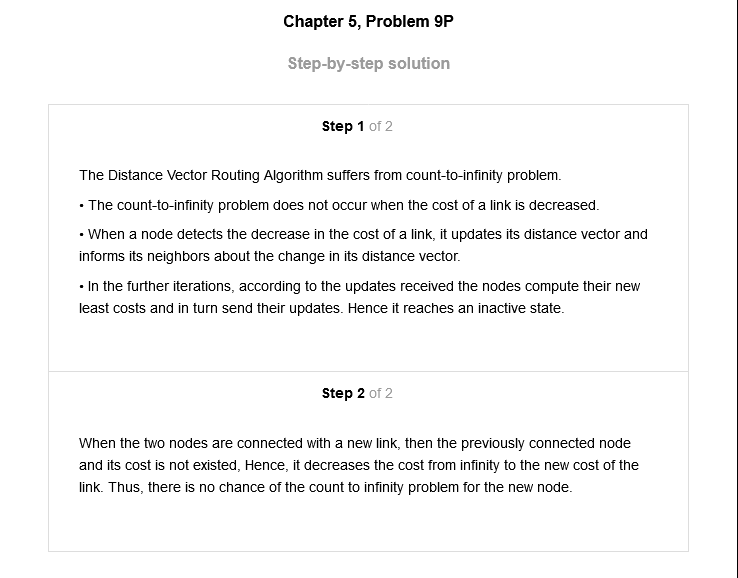 Chapter 5, Problem 9P
Step-by-step solution
Step 1 of 2
The Distance Vector Routing Algorithm suffers from count-to-infinity problem.
• The count-to-infinity problem does not occur when the cost of a link is decreased.
• When a node detects the decrease in the cost of a link, it updates its distance vector and
informs its neighbors about the change in its distance vector.
• In the further iterations, according to the updates received the nodes compute their new
least costs and in turn send their updates. Hence it reaches an inactive state.
Step 2 of 2
When the two nodes are connected with a new link, then the previously connected node
and its cost is not existed, Hence, it decreases the cost from infinity to the new cost of the
link. Thus, there is no chance of the count to infinity problem for the new node.